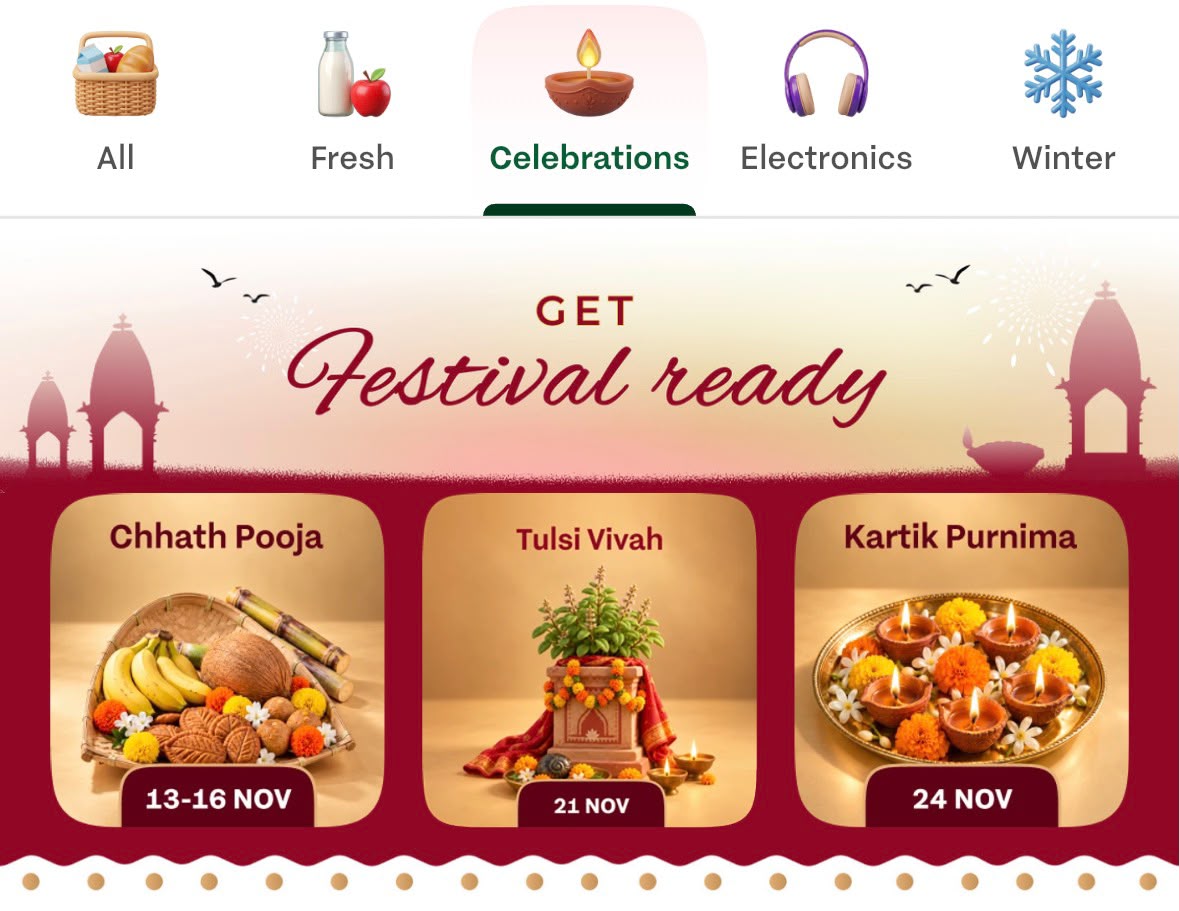 All
Fresh
Celebrations
Electronics
Winter
GET
Festival ready
Chhath Pooja
Tulsi Vivah
Kartik Purnima
13-16 NOV
21 NOV
24 NOV